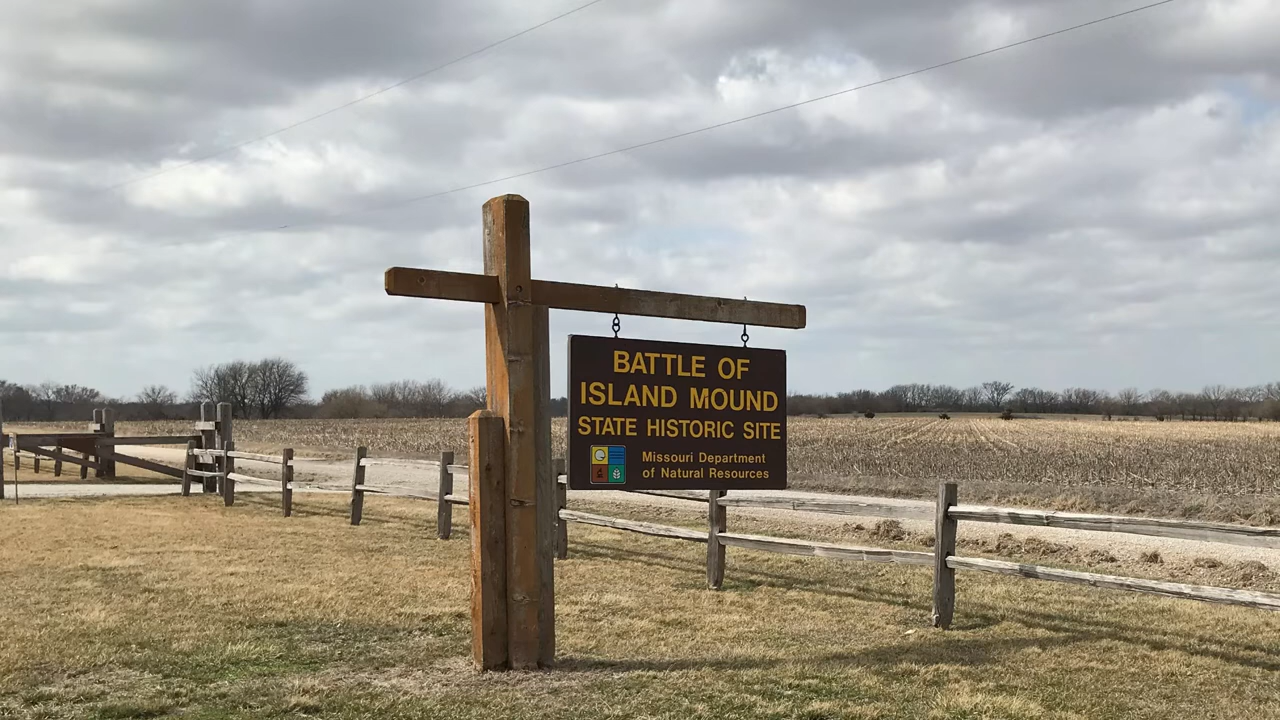 BATTLE OF
ISLAND MOUND
STATE HISTORIC SITE
Missouri Department
of Natural Resources